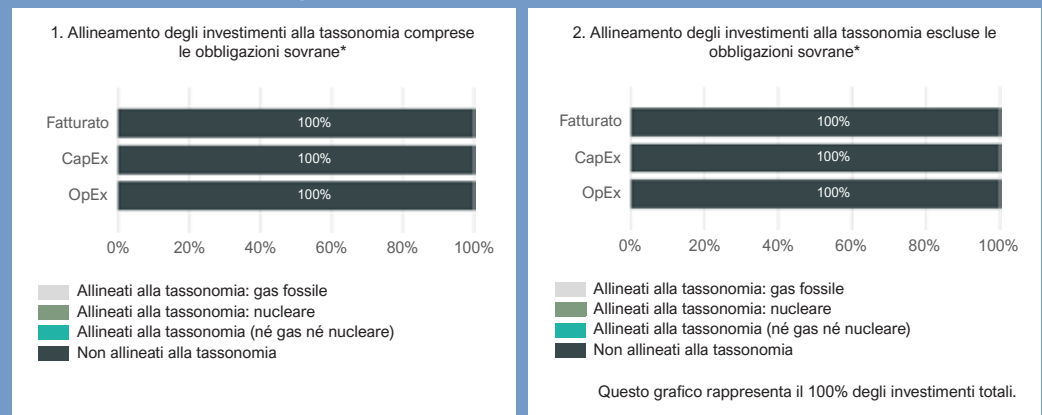 1. Allineamento degli investimenti alla tassonomia comprese
le obbligazioni sovrane*
Fatturato
100%
CapEx
100%
OpEx
100%
0% 20% 40% 60% 80% 100%
Allineati alla tassonomia: gas fossile
Allineati alla tassonomia: nucleare
Allineati alla tassonomia (né gas né nucleare)
Non allineati alla tassonomia
2. Allineamento degli investimenti alla tassonomia escluse le
obbligazioni sovrane*
Fatturato
100%
CapEx
100%
OpEx
100%
0% 20% 40% 60% 80% 100%
Allineati alla tassonomia: gas fossile
Allineati alla tassonomia: nucleare
Allineati alla tassonomia (né gas né nucleare)
Non allineati alla tassonomia
Questo grafico rappresenta il 100% degli investimenti totali.